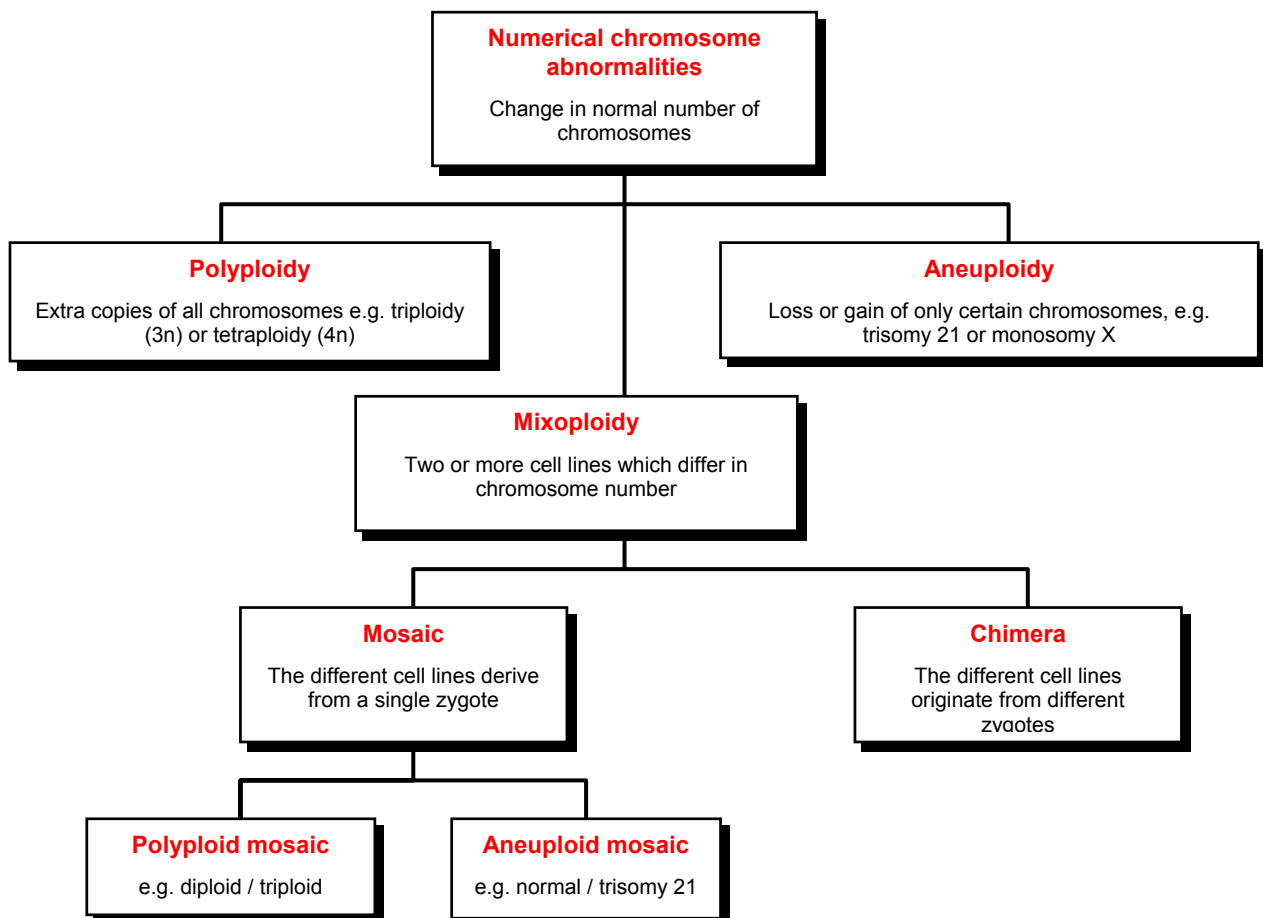 Numerical chromosome
abnormalities
Change in normal number of
chromosomes
Polyploidy
Extra copies of all chromosomes e.g. triploidy
(3n) or tetraploidy (4n)
Aneuploidy
Loss or gain of only certain chromosomes, e.g.
trisomy 21 or monosomy X
Mixoploidy
Two or more cell lines which differ in
chromosome number
Mosaic
The different cell lines derive
from a single zygote
Chimera
The different cell lines
originate from different
zygotes
Polyploid mosaic
e.g. diploid / triploid
Aneuploid mosaic
e.g. normal / trisomy 21